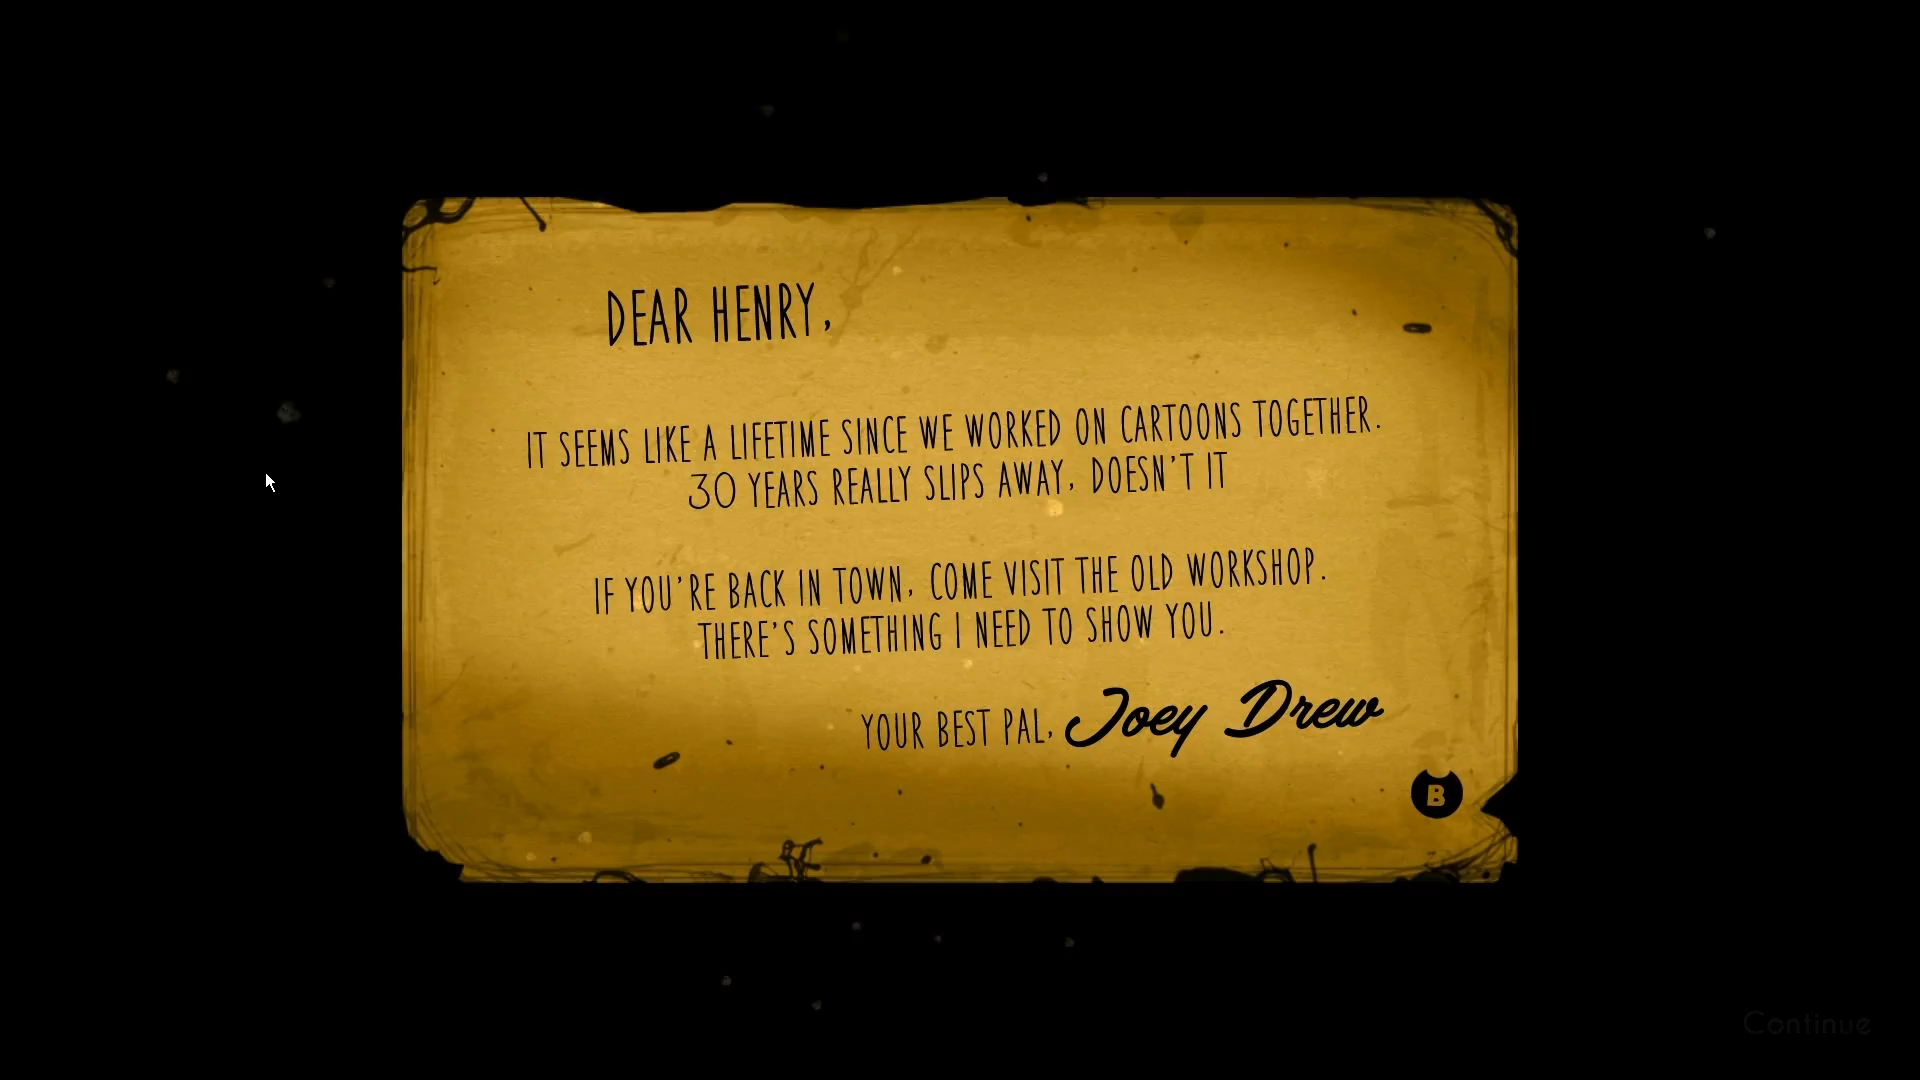 DEAR HENRY,
IT SEEMS LIKE A LIFETIME SINCE WE WORKED ON CARTOONS TOGETHER.
30 YEARS REALLY SLIPS AWAY, DOESN'T IT
IF YOU'RE BACK IN TOWN, COME VISIT THE OLD WORKSHOP.
THERE'S SOMETHING I NEED TO SHOW YOU.
YOUR BEST PAL, Joey Drew
B
Continue